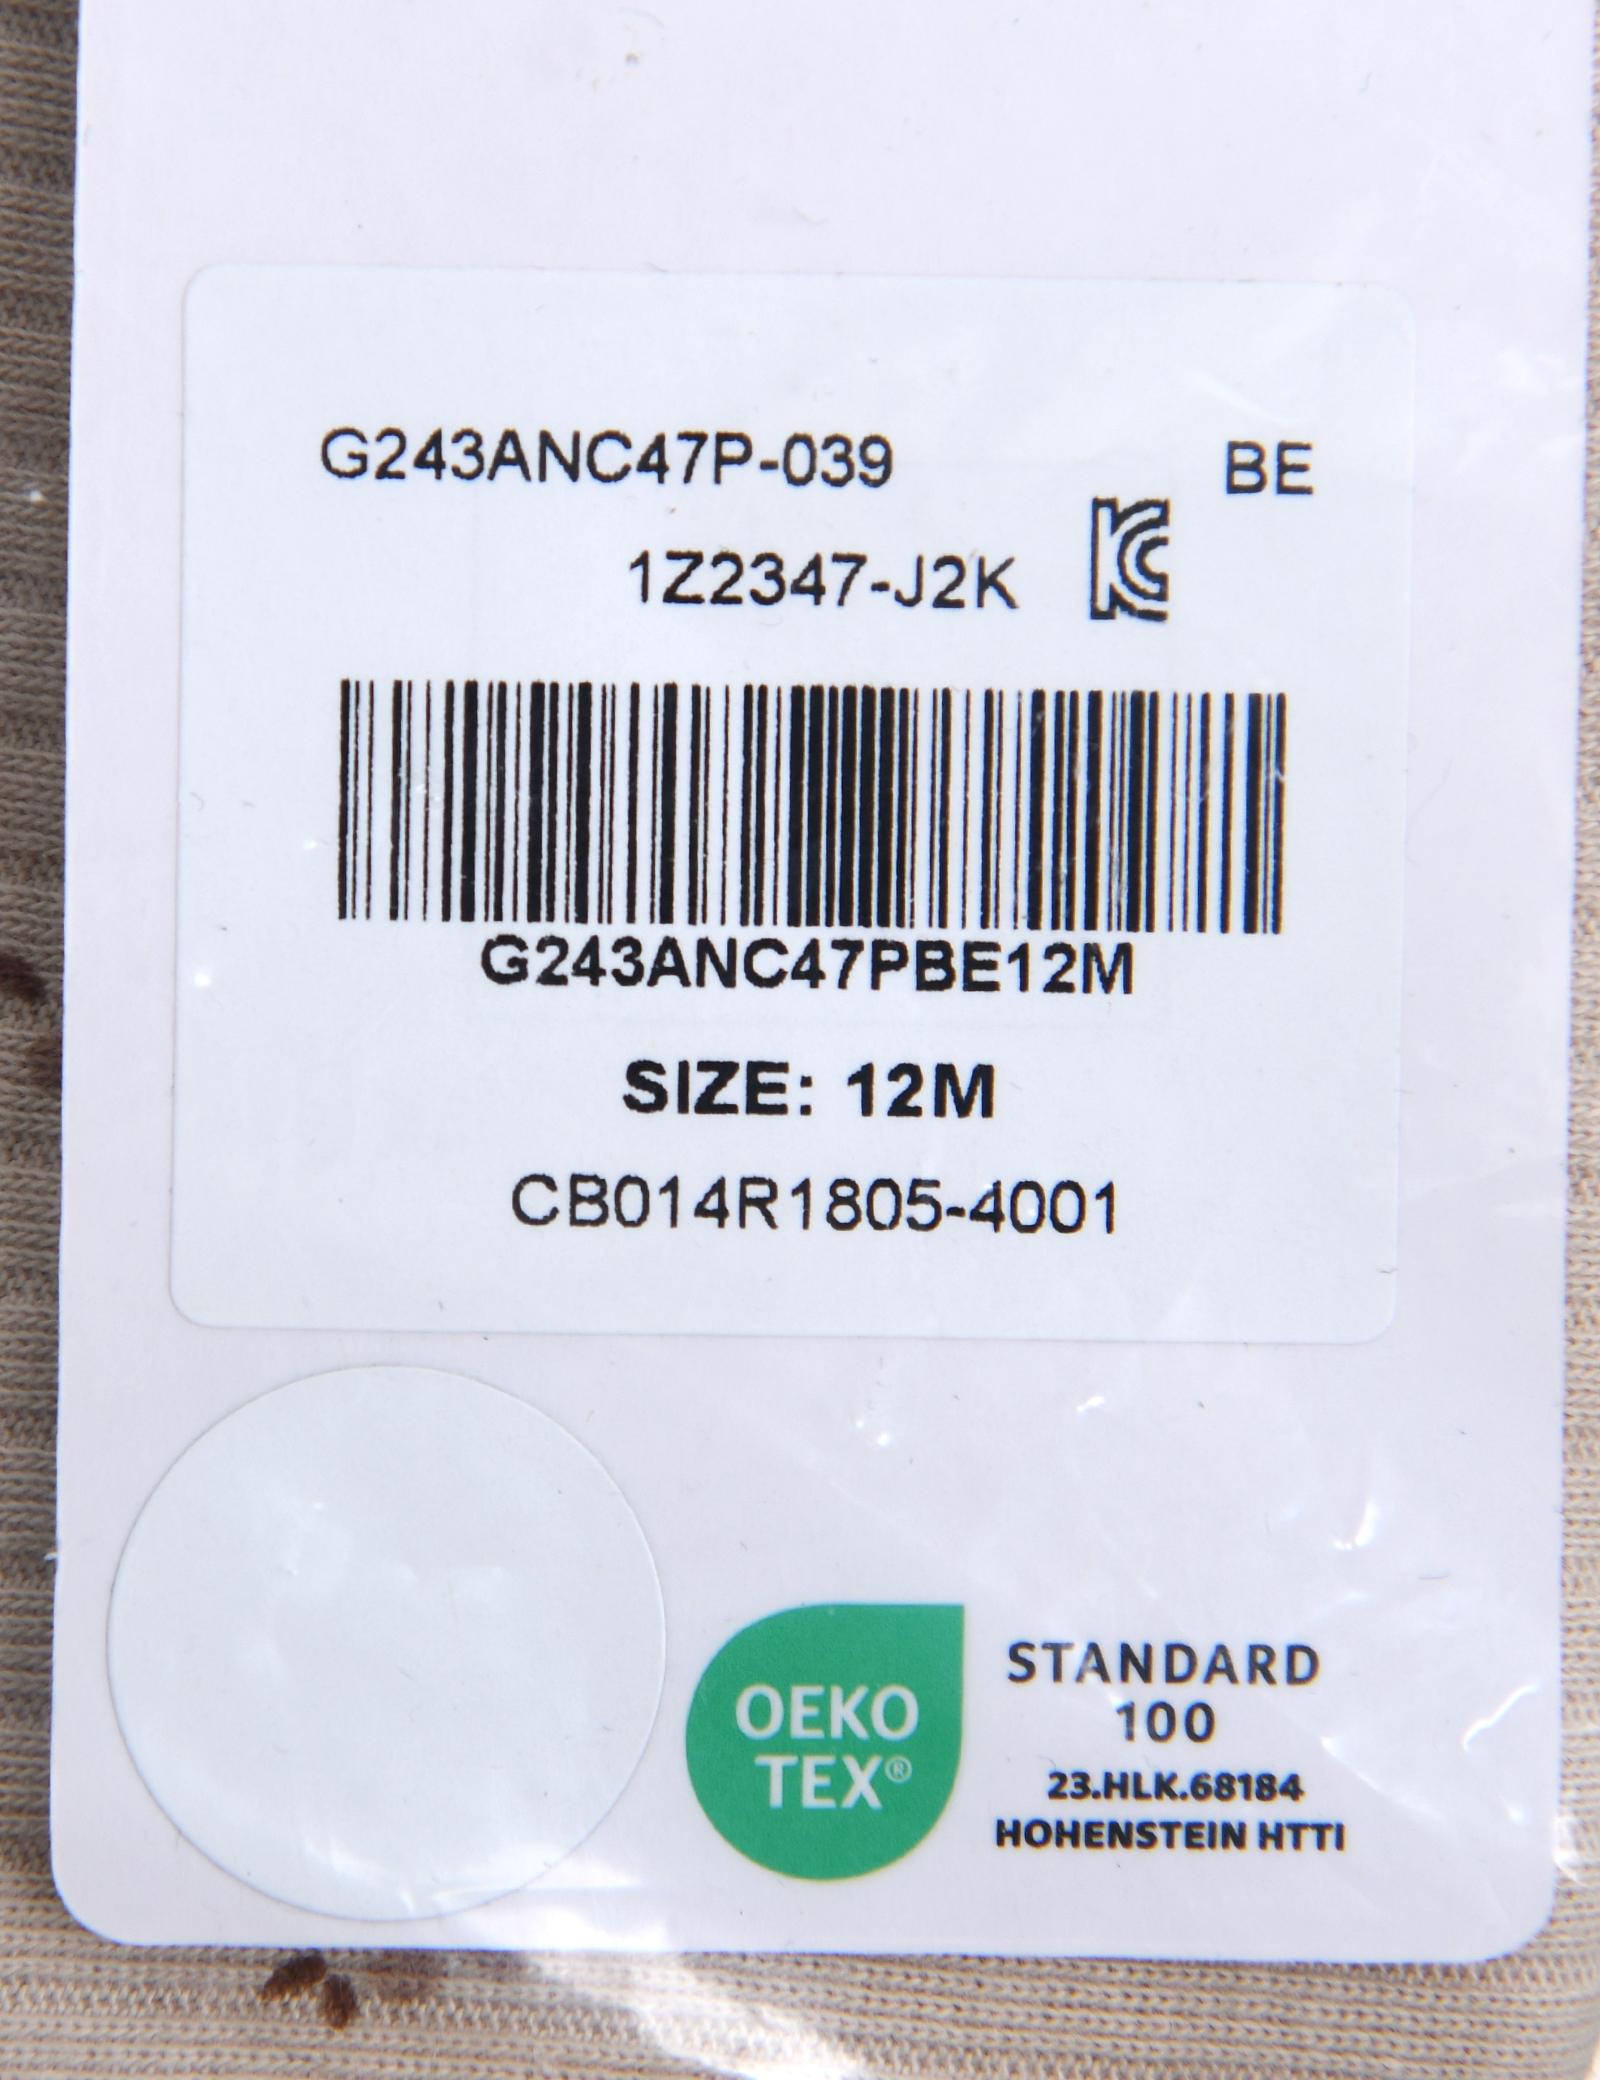 G243ANC47P-039 BE
1Z2347-J2K KC
G243ANC47PBE12M
SIZE: 12M
CB014R1805-4001
OEKO
TEX®
STANDARD
100
23.HLK.68184
HOHENSTEIN HTTI